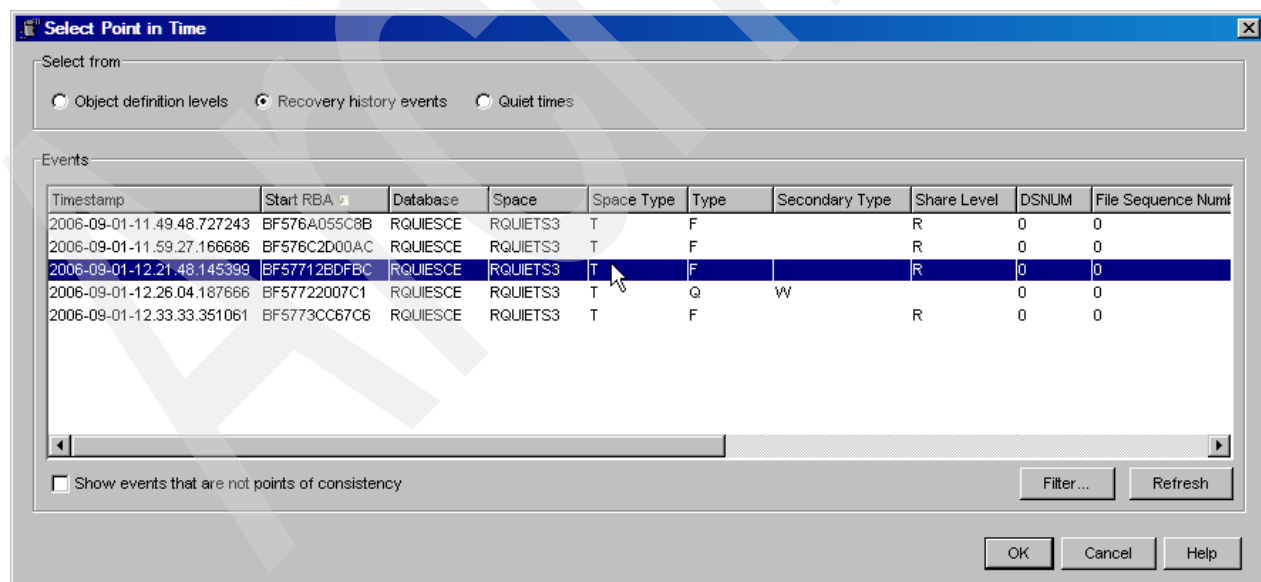 Select Point in Time
Select from
Object definition levels Recovery history events Quiet times
Events
Timestamp Start RBA Database Space Space Type Type Secondary Type Share Level DSNUM File Sequence Numb
2006-09-01-11.49.48.727243 BF576A055C8B RQUIESCE RQUIETS3 T F R 0 0
2006-09-01-11.59.27.166686 BF576C2D00AC RQUIESCE RQUIETS3 T F R 0 0
2006-09-01-12.21.48.145399 BF57712BDFBC RQUIESCE RQUIETS3 T F R 0 0
2006-09-01-12.26.04.187666 BF57722007C1 RQUIESCE RQUIETS3 T Q W 0 0
2006-09-01-12.33.33.351061 BF5773CC67C6 RQUIESCE RQUIETS3 T F R 0 0
Show events that are not points of consistency Filter... Refresh
OK Cancel Help